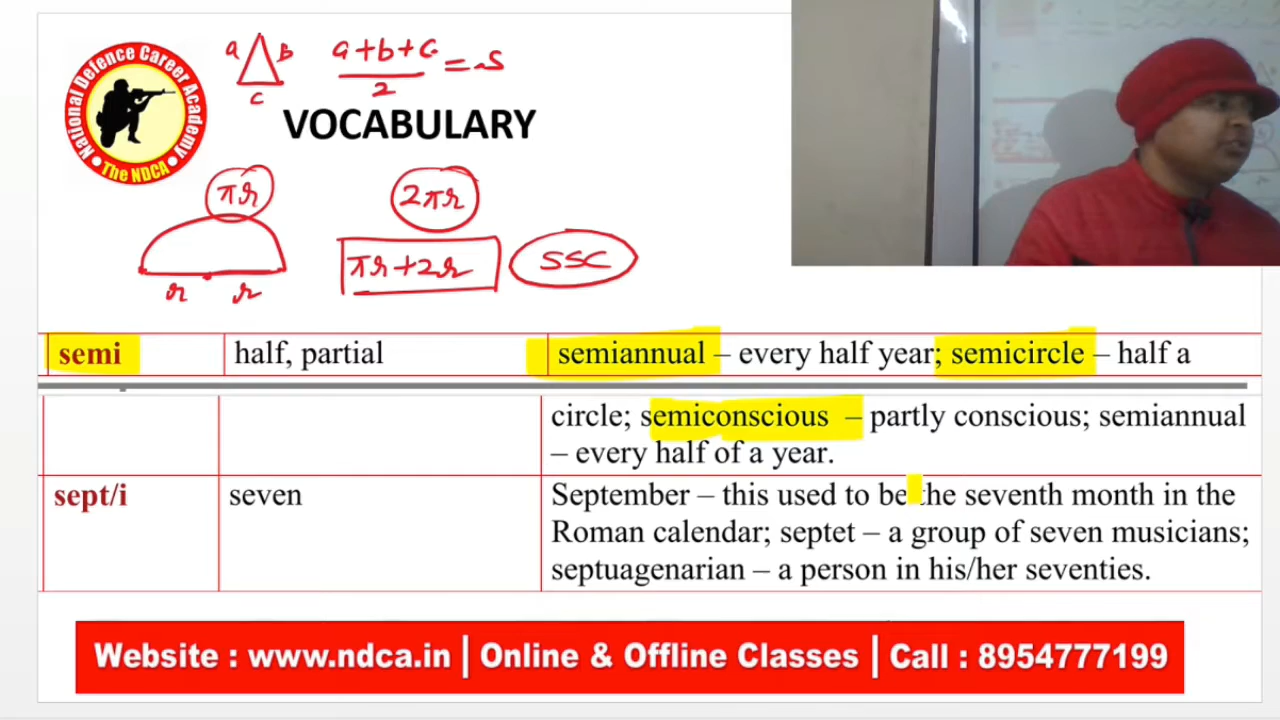 National Defence Career Academy
The NDCA
a B
c
a+b+c
2
=s
VOCABULARY
πr
2πr
πr+2r
SSC
r r
semi half, partial semiannual – every half year; semicircle – half a
circle; semiconscious – partly conscious; semiannual
– every half of a year.
sept/i seven September – this used to be the seventh month in the
Roman calendar; septet – a group of seven musicians;
septuagenarian – a person in his/her seventies.
Website : www.ndca.in | Online & Offline Classes | Call : 8954777199